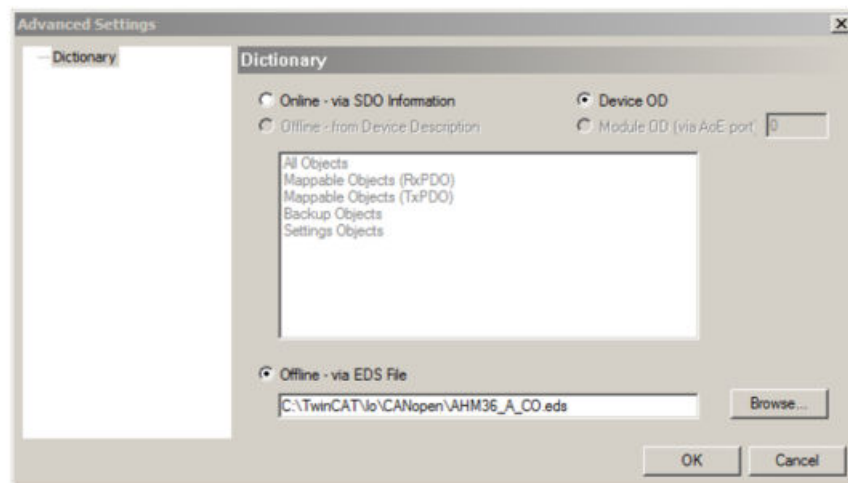 Advanced Settings
Dictionary
Dictionary
Online - via SDO Information
Device OD
Offline - from Device Description
Module OD (via AoE port)
0
All Objects
Mappable Objects (RxPDO)
Mappable Objects (TxPDO)
Backup Objects
Settings Objects
Offline - via EDS File
C:\TwinCAT\Io\CANopen\AHM36_A_CO.eds
Browse...
OK
Cancel